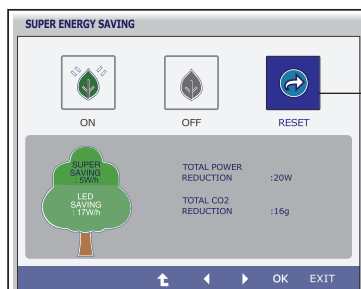 SUPER ENERGY SAVING
ON
OFF
RESET
SUPER
SAVING
: 5W/h
LED
SAVING
: 17W/h
TOTAL POWER
REDUCTION :20W
TOTAL CO2
REDUCTION :16g
OK EXIT